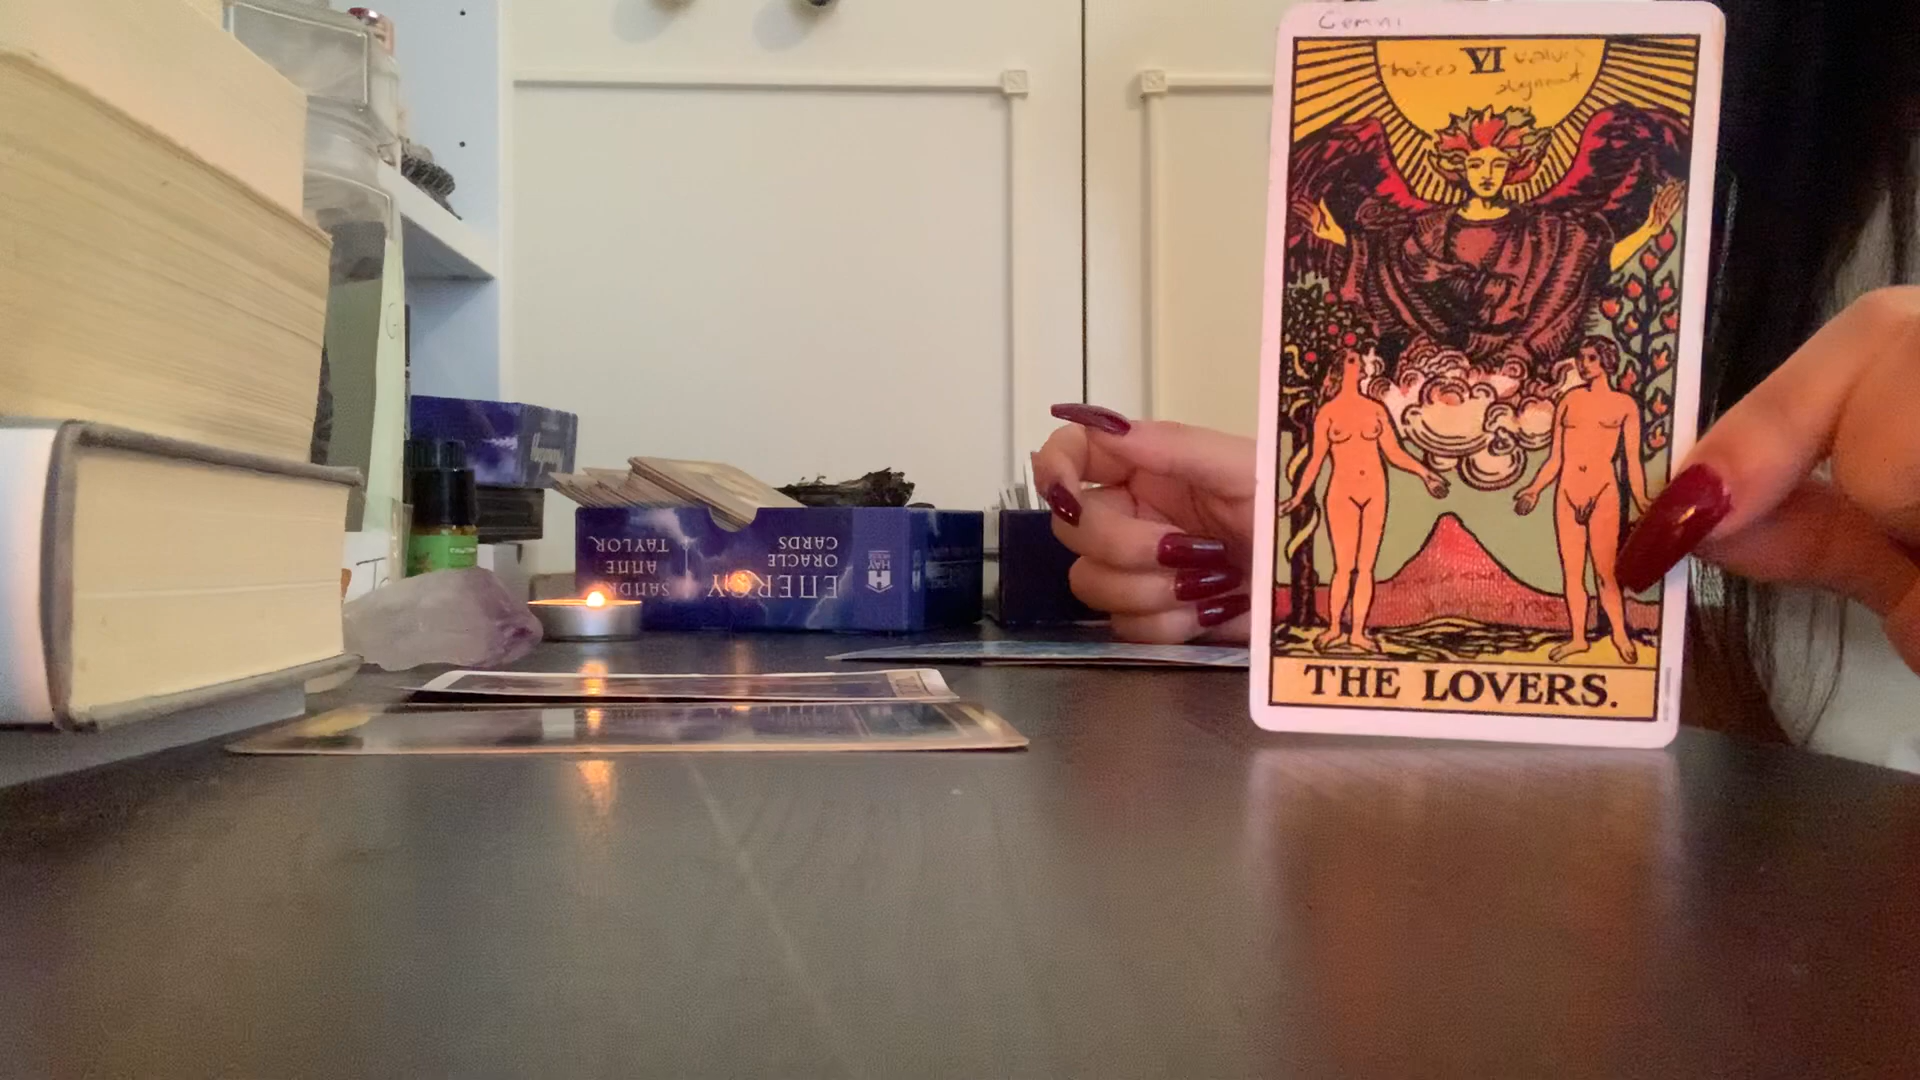 Gemini
choices VI values
alignment
THE LOVERS.
ENERGY
ORACLE
CARDS
SANDRA
ANNE
TAYLOR
HAY
HOUSE